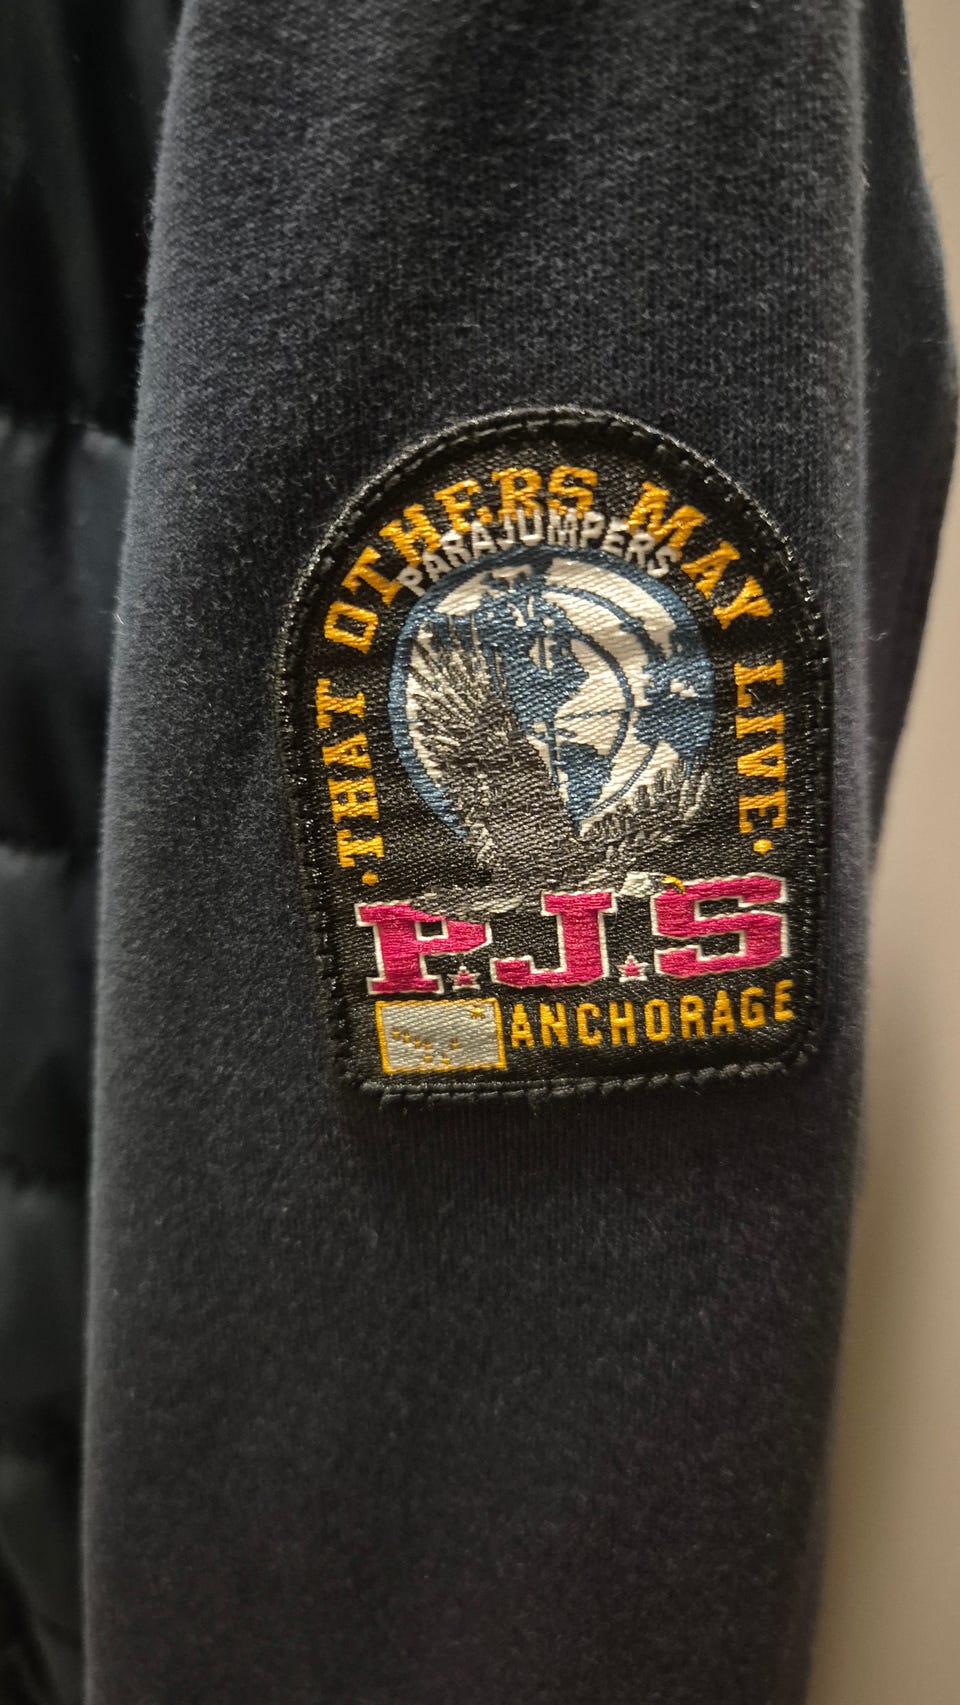 ·THAT OTHERS MAY LIVE·
PARAJUMPERS
P.J.S
ANCHORAGE